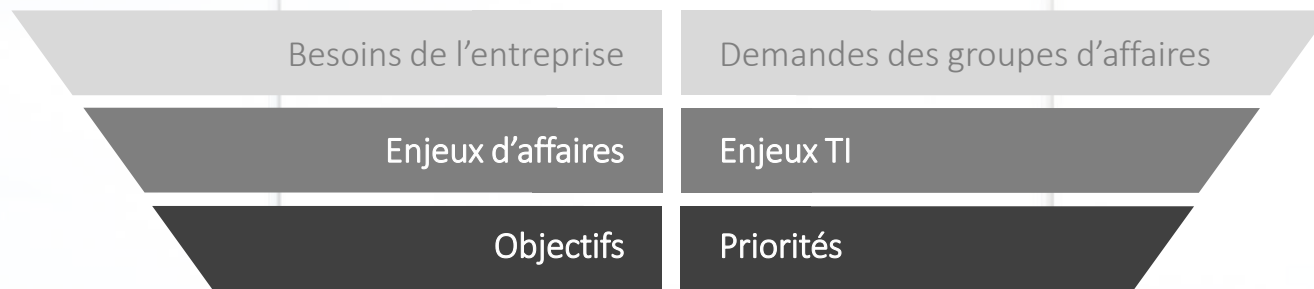 Besoins de l’entreprise
Demandes des groupes d’affaires
Enjeux d’affaires
Enjeux TI
Objectifs
Priorités